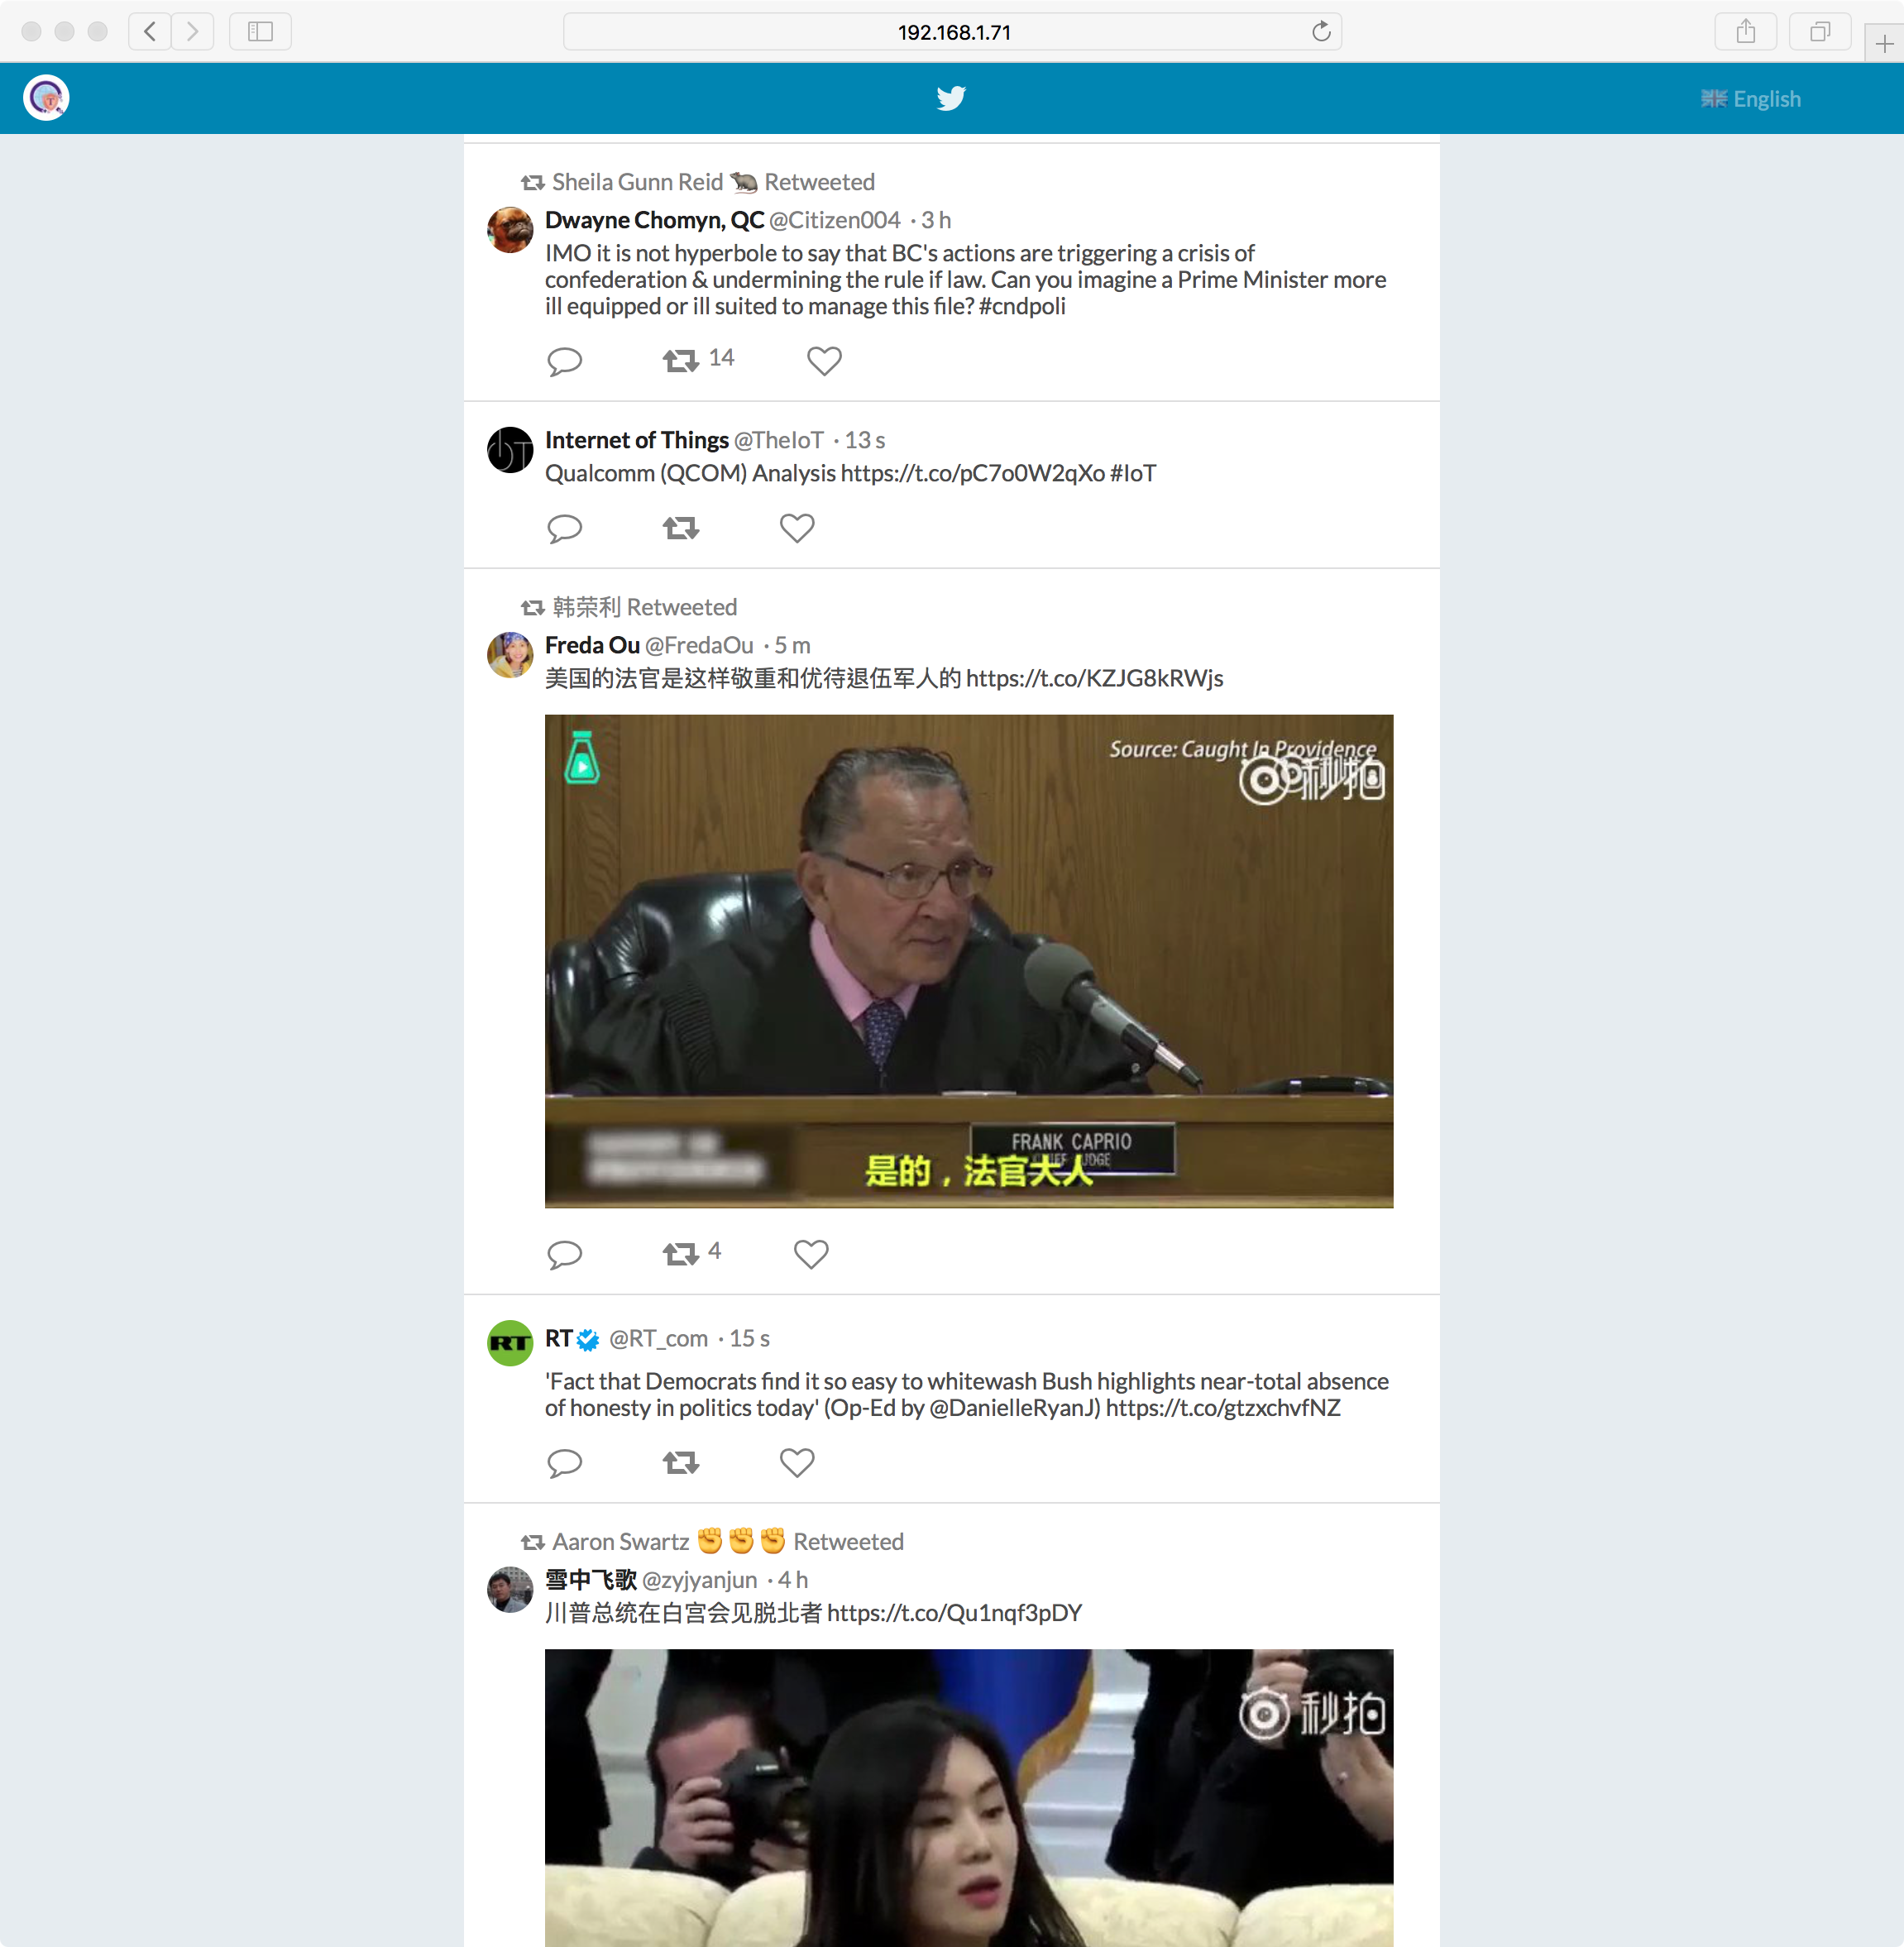 192.168.1.71
English
Sheila Gunn Reid 🐀 Retweeted
Dwayne Chomyn, QC @Citizen004 · 3 h
IMO it is not hyperbole to say that BC's actions are triggering a crisis of
confederation & undermining the rule if law. Can you imagine a Prime Minister more
ill equipped or ill suited to manage this file? #cndpoli
14
Internet of Things @TheIoT · 13 s
Qualcomm (QCOM) Analysis https://t.co/pC7o0W2qXo #IoT
韩荣利 Retweeted
Freda Ou @FredaOu · 5 m
美国的法官是这样敬重和优待退伍军人的 https://t.co/KZJG8kRWjs
Source: Caught In Providence
秒拍
FRANK CAPRIO
CHIEF JUDGE
是的，法官大人
4
RT
RT @RT_com · 15 s
'Fact that Democrats find it so easy to whitewash Bush highlights near-total absence
of honesty in politics today' (Op-Ed by @DanielleRyanJ) https://t.co/gtzxchvfNZ
Aaron Swartz ✊✊✊ Retweeted
雪中飞歌 @zyjyanjun · 4 h
川普总统在白宫会见脱北者 https://t.co/Qu1nqf3pDY
秒拍